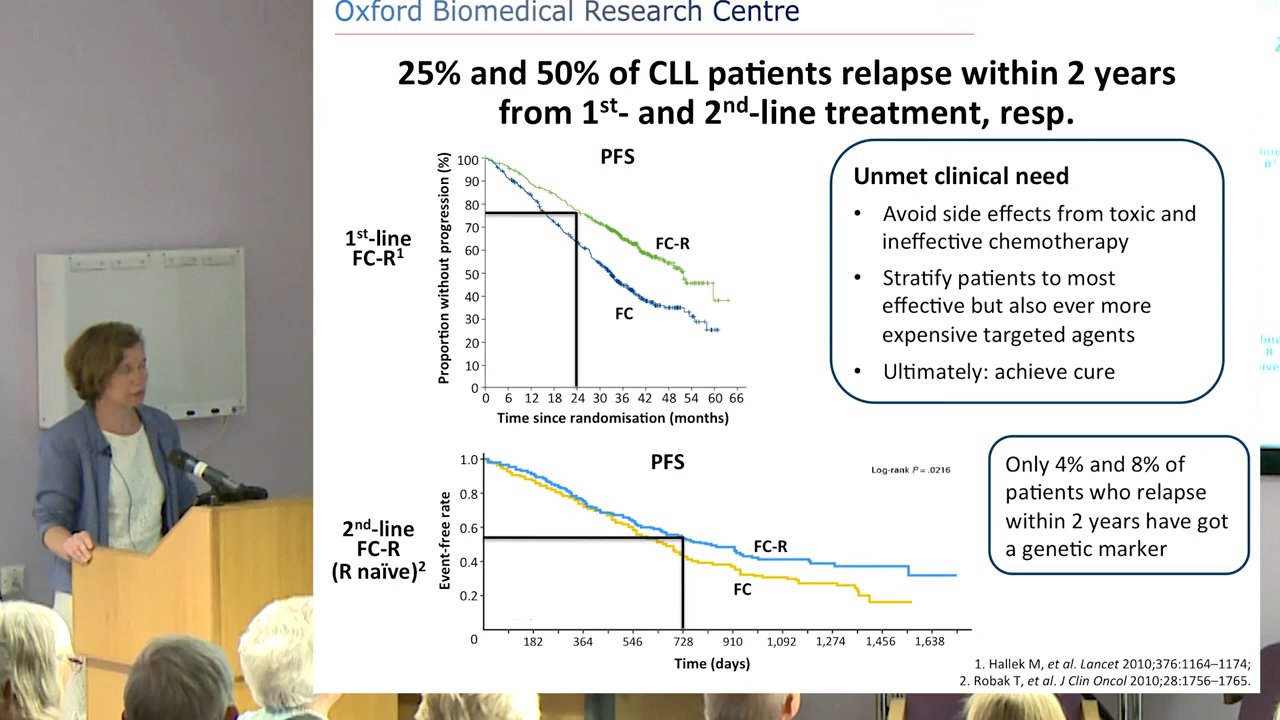 Oxford Biomedical Research Centre
25% and 50% of CLL patients relapse within 2 years
from 1st- and 2nd-line treatment, resp.
PFS
Proportion without progression (%)
100
90
80
70
60
50
40
30
20
10
0
1st-line
FC-R1
FC-R
FC
0 6 12 18 24 30 36 42 48 54 60 66
Time since randomisation (months)
Unmet clinical need
• Avoid side effects from toxic and
ineffective chemotherapy
• Stratify patients to most
effective but also ever more
expensive targeted agents
• Ultimately: achieve cure
PFS
Log-rank P = .0216
Event-free rate
1.0
0.8
0.6
0.4
0.2
0
2nd-line
FC-R
(R naïve)2
FC-R
FC
182 364 546 728 910 1,092 1,274 1,456 1,638
Time (days)
Only 4% and 8% of
patients who relapse
within 2 years have got
a genetic marker
1. Hallek M, et al. Lancet 2010;376:1164–1174;
2. Robak T, et al. J Clin Oncol 2010;28:1756–1765.